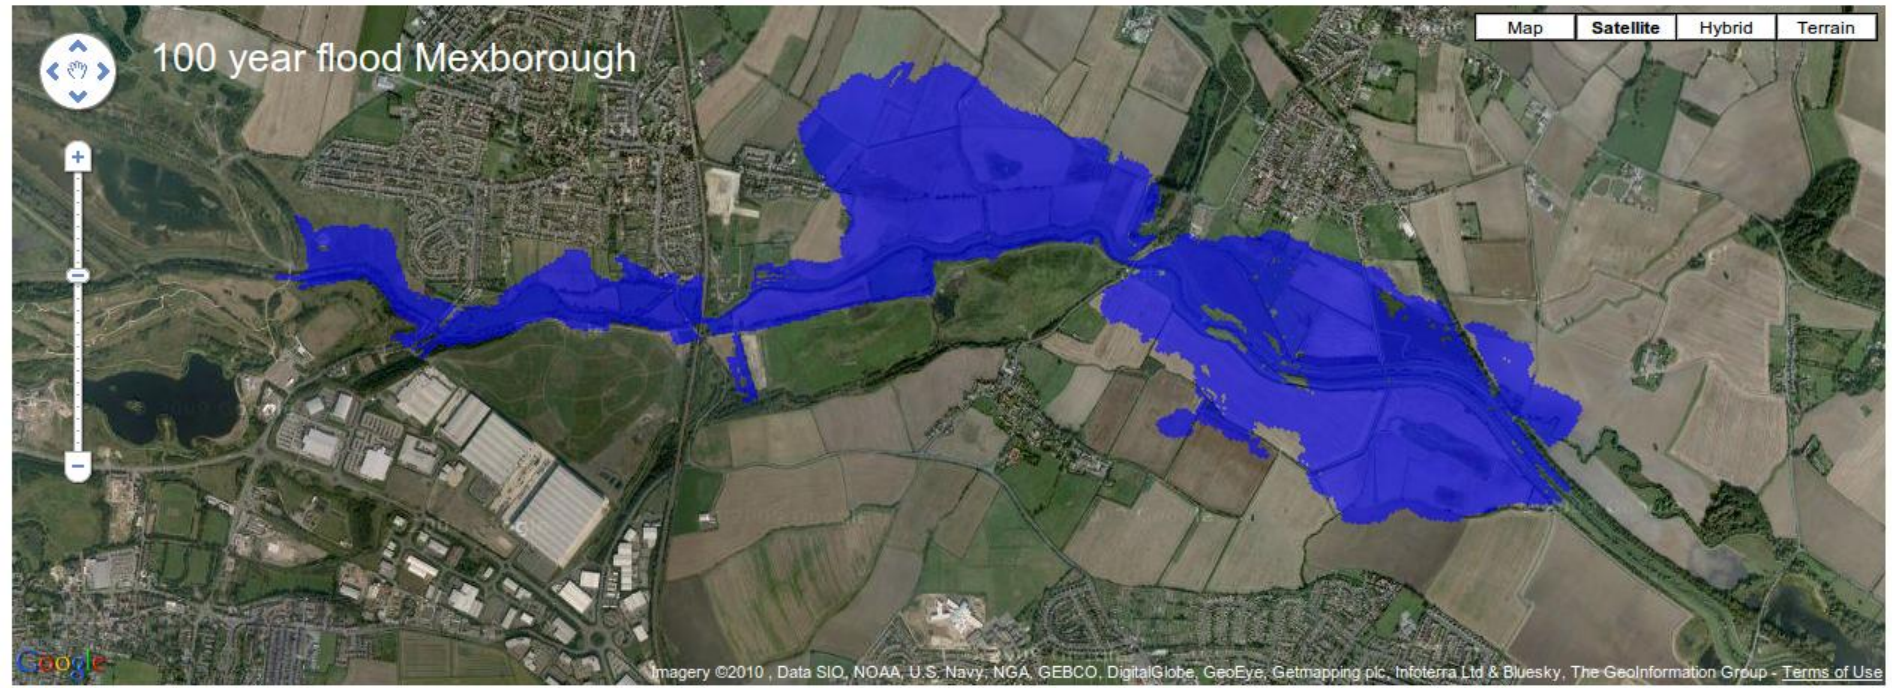 100 year flood Mexborough
Map Satellite Hybrid Terrain
Google
Imagery ©2010 , Data SIO, NOAA, U.S. Navy, NGA, GEBCO, DigitalGlobe, GeoEye, Getmapping plc, Infoterra Ltd & Bluesky, The GeoInformation Group - Terms of Use